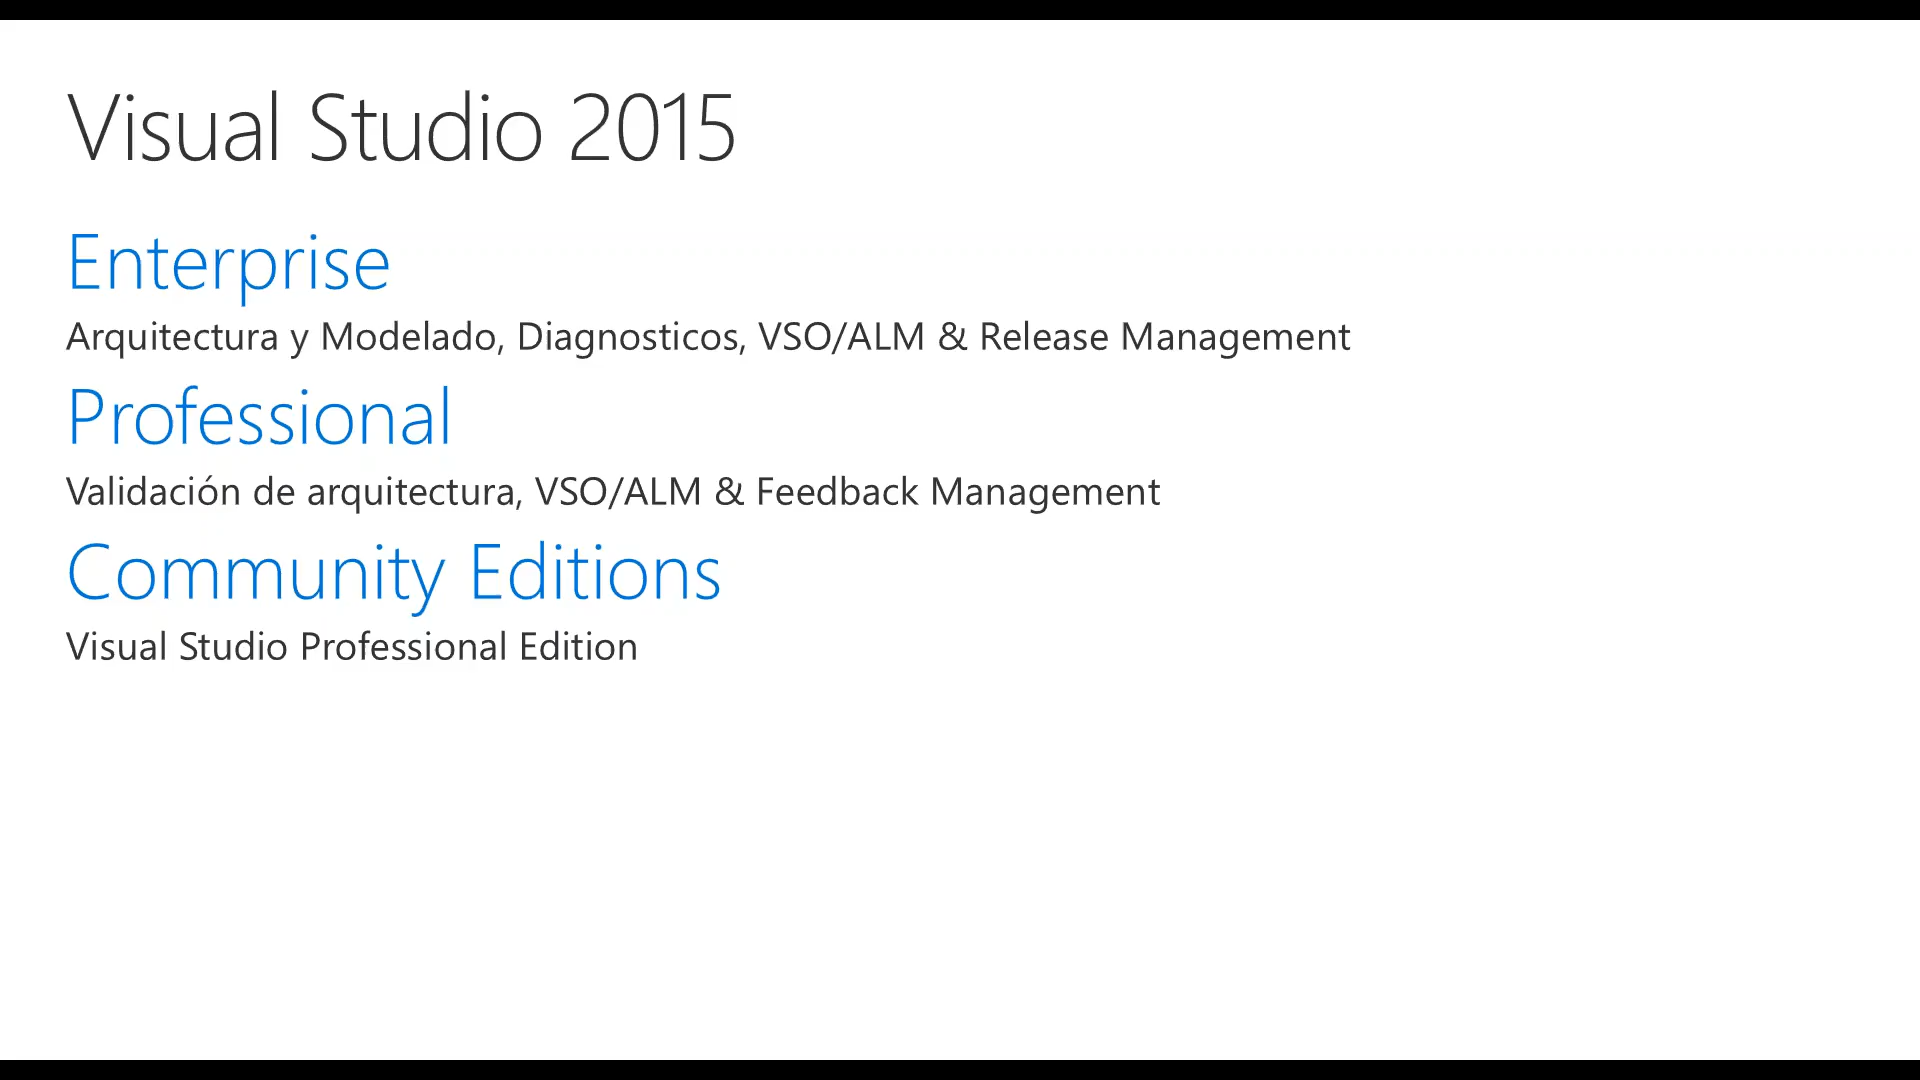 Visual Studio 2015
Enterprise
Arquitectura y Modelado, Diagnosticos, VSO/ALM & Release Management
Professional
Validación de arquitectura, VSO/ALM & Feedback Management
Community Editions
Visual Studio Professional Edition